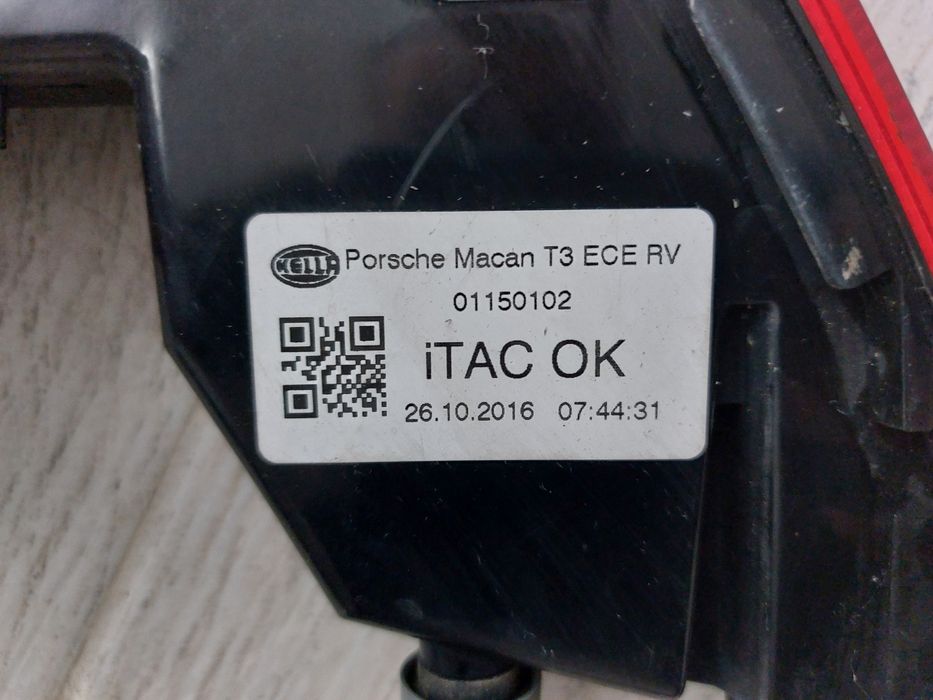 HELLA Porsche Macan T3 ECE RV
01150102
iTAC OK
26.10.2016 07:44:31